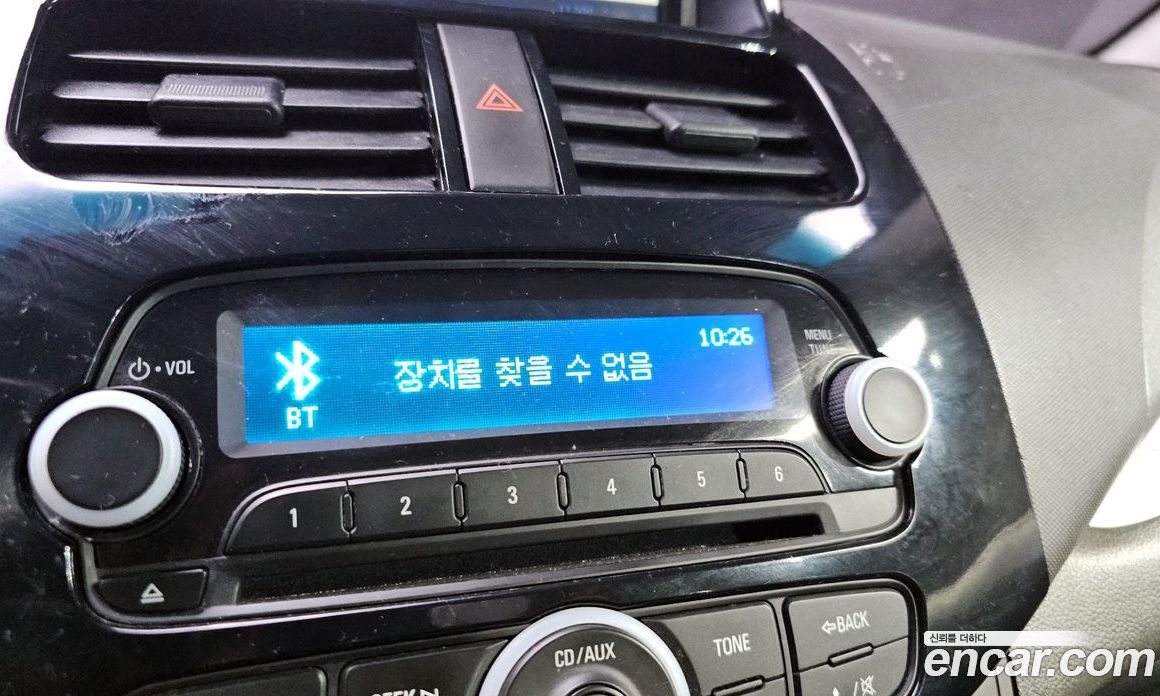 10:26
장치를 찾을 수 없음
BT
VOL
MENU
TUNE
1 2 3 4 5 6
CD/AUX
TONE
BACK
신뢰를 더하다
encar.com